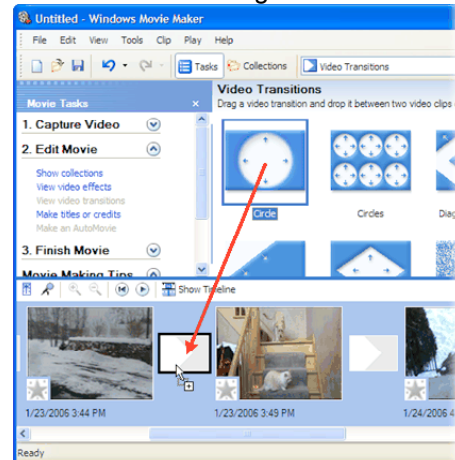 Untitled - Windows Movie Maker
File Edit View Tools Clip Play Help
Tasks Collections Video Transitions
Movie Tasks
Video Transitions
Drag a video transition and drop it between two video clips
1. Capture Video
2. Edit Movie
Show collections
View video effects
View video transitions
Make titles or credits
Make an AutoMovie
3. Finish Movie
Movie Making Tips
Circle
Circles
Diag
Show Timeline
1/23/2006 3:44 PM
1/23/2006 3:49 PM
1/24/2006 4
Ready